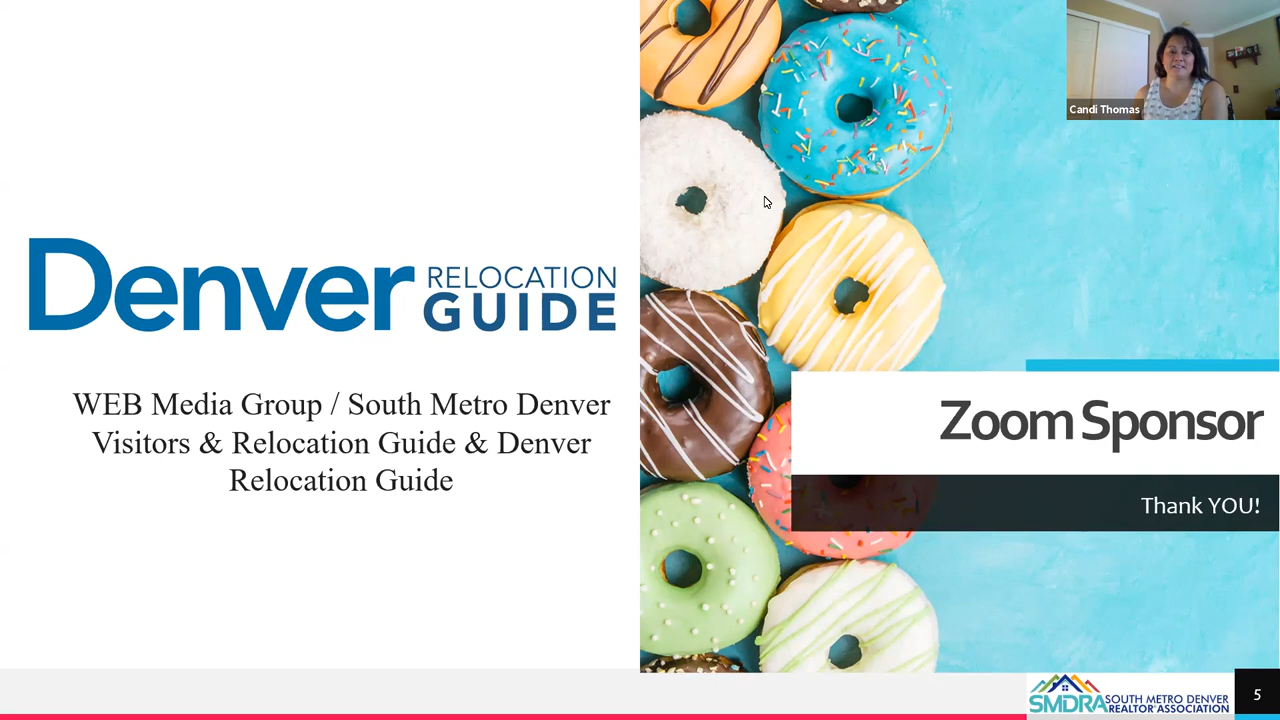 Denver RELOCATION
GUIDE
WEB Media Group / South Metro Denver
Visitors & Relocation Guide & Denver
Relocation Guide
Candi Thomas
Zoom Sponsor
Thank YOU!
SMDRA SOUTH METRO DENVER
REALTOR ASSOCIATION
5